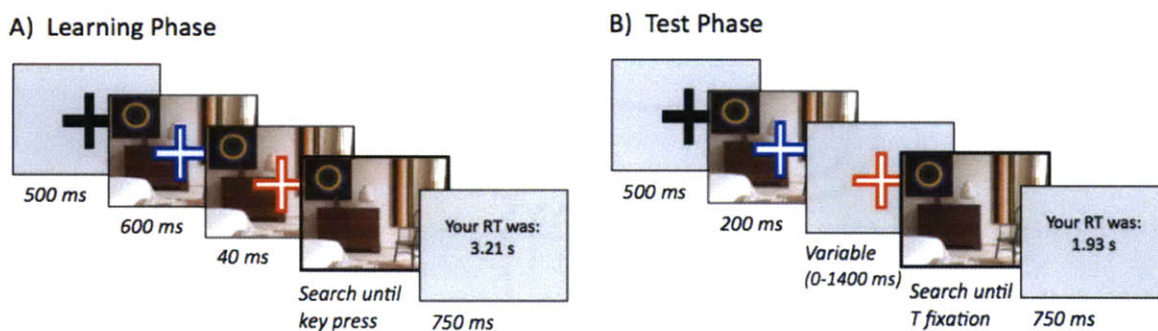 A) Learning Phase
500 ms
600 ms
40 ms
Search until
key press
Your RT was:
3.21 s
750 ms
B) Test Phase
500 ms
200 ms
Variable
(0-1400 ms)
Search until
T fixation
Your RT was:
1.93 s
750 ms